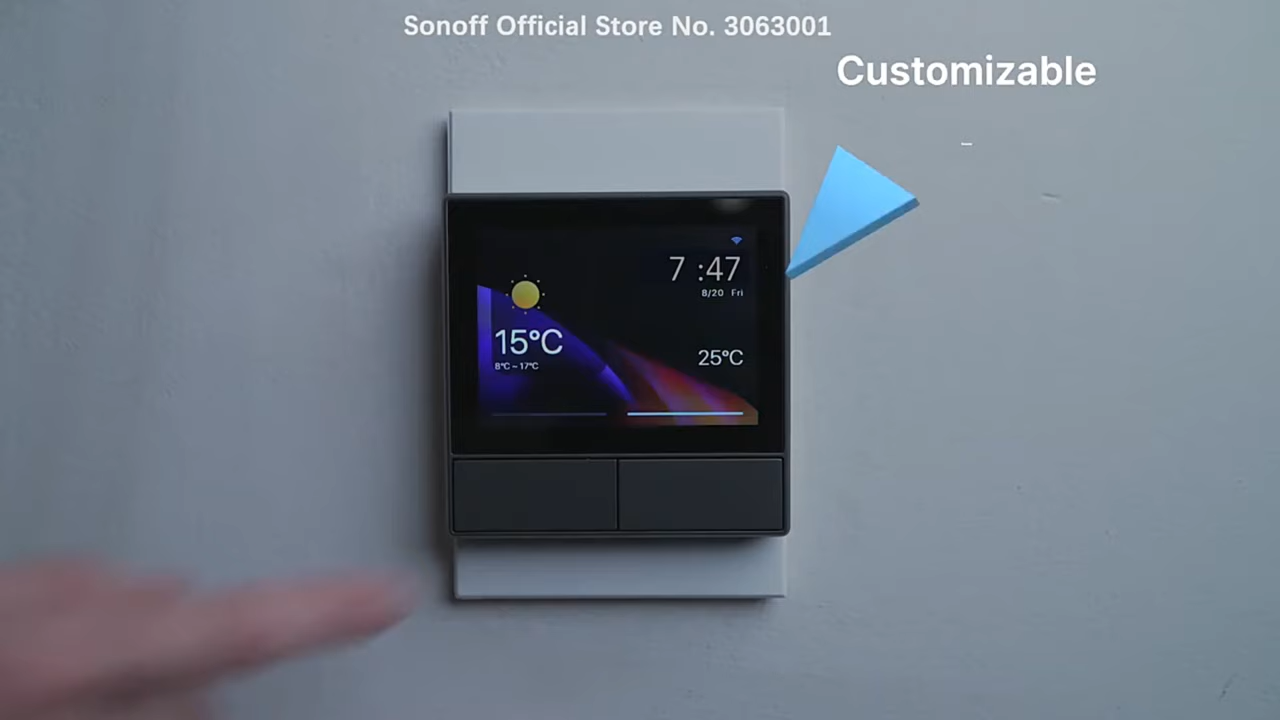 Sonoff Official Store No. 3063001
Customizable
7 :47
8/20 Fri
15°C
8°C~17°C
25°C